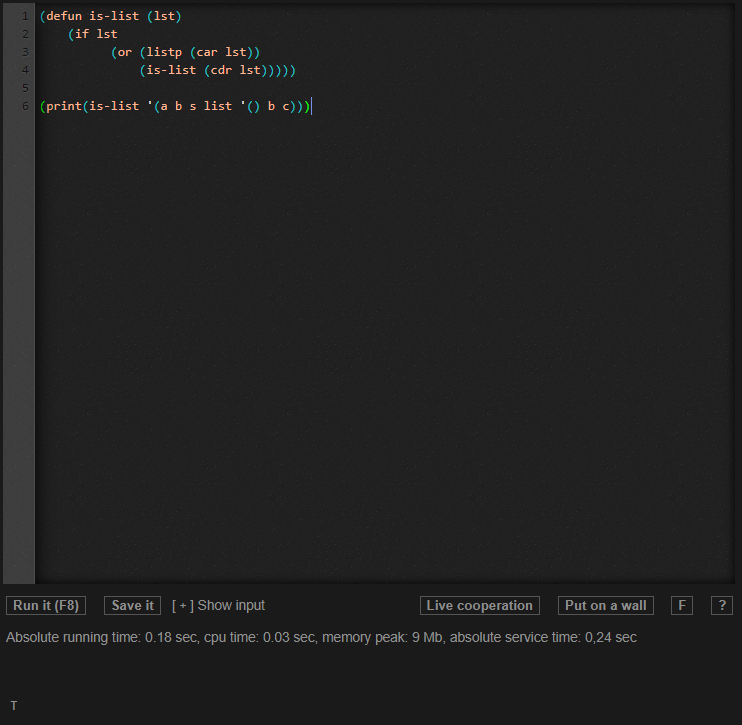 1 (defun is-list (lst)
2     (if lst
3           (or (listp (car lst))
4               (is-list (cdr lst)))))
5
6 (print(is-list '(a b s list '() b c)))
Run it (F8) Save it [ + ] Show input Live cooperation Put on a wall F ?
Absolute running time: 0.18 sec, cpu time: 0.03 sec, memory peak: 9 Mb, absolute service time: 0,24 sec
T